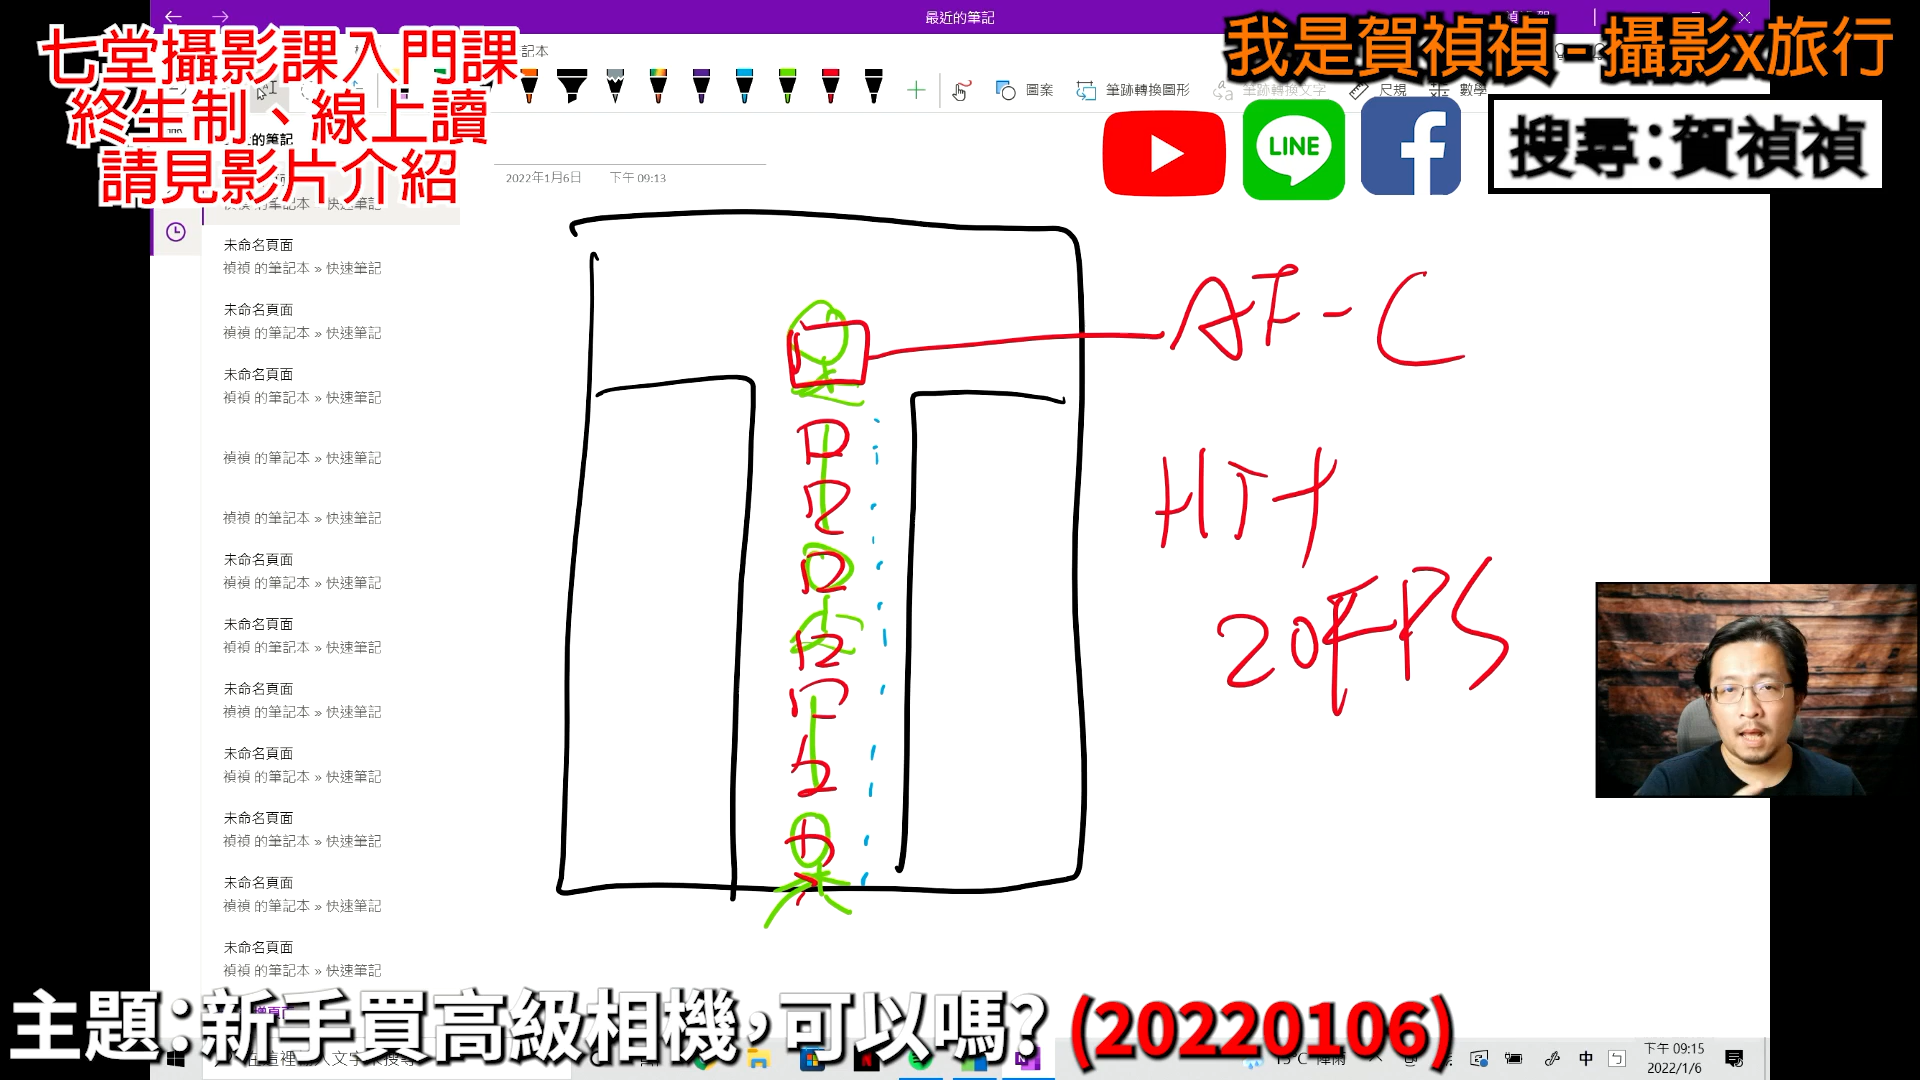 最近的筆記
七堂攝影課入門課
終生制、線上讀
請見影片介紹
我是賀禎禎 - 攝影x旅行
搜尋：賀禎禎
LINE
圖案
筆跡轉換圖形
筆跡轉換文字
尺規
數學
2022年1月6日 下午 09:13
未命名頁面
禎禎 的筆記本 » 快速筆記
未命名頁面
禎禎 的筆記本 » 快速筆記
未命名頁面
禎禎 的筆記本 » 快速筆記
禎禎 的筆記本 » 快速筆記
禎禎 的筆記本 » 快速筆記
未命名頁面
禎禎 的筆記本 » 快速筆記
未命名頁面
禎禎 的筆記本 » 快速筆記
未命名頁面
禎禎 的筆記本 » 快速筆記
未命名頁面
禎禎 的筆記本 » 快速筆記
未命名頁面
禎禎 的筆記本 » 快速筆記
未命名頁面
禎禎 的筆記本 » 快速筆記
未命名頁面
禎禎 的筆記本 » 快速筆記
AF-C
HIt
20FPS
主題：新手買高級相機，可以嗎？(20220106)
中
下午 09:15
2022/1/6